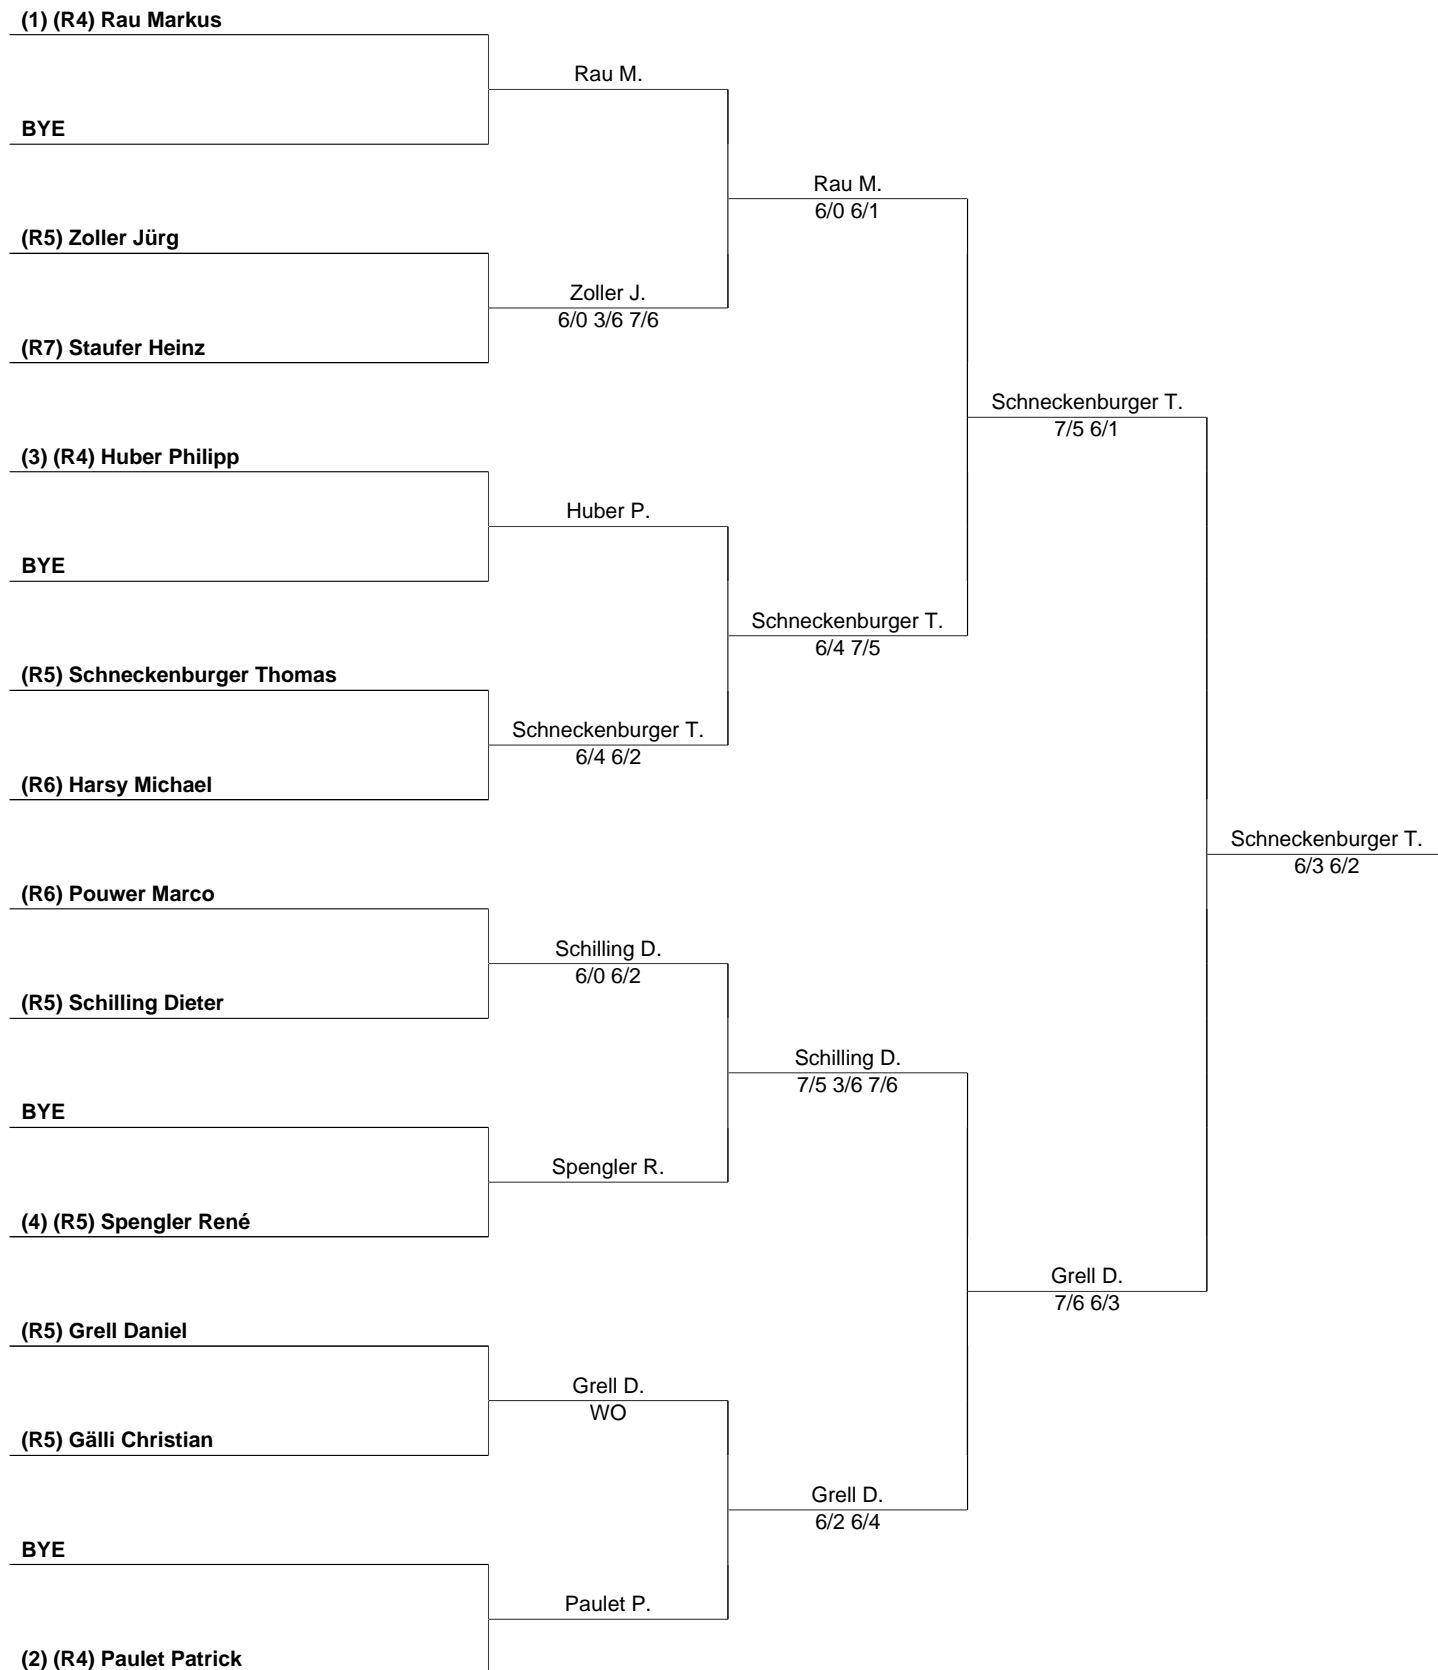 (1) (R4) Rau Markus
Rau M.
BYE
Rau M.
6/0 6/1
(R5) Zoller Jürg
Zoller J.
6/0 3/6 7/6
(R7) Staufer Heinz
Schneckenburger T.
7/5 6/1
(3) (R4) Huber Philipp
Huber P.
BYE
Schneckenburger T.
6/4 7/5
(R5) Schneckenburger Thomas
Schneckenburger T.
6/4 6/2
(R6) Harsy Michael
Schneckenburger T.
6/3 6/2
(R6) Pouwer Marco
Schilling D.
6/0 6/2
(R5) Schilling Dieter
Schilling D.
7/5 3/6 7/6
BYE
Spengler R.
(4) (R5) Spengler René
Grell D.
7/6 6/3
(R5) Grell Daniel
Grell D.
WO
(R5) Gälli Christian
Grell D.
6/2 6/4
BYE
Paulet P.
(2) (R4) Paulet Patrick